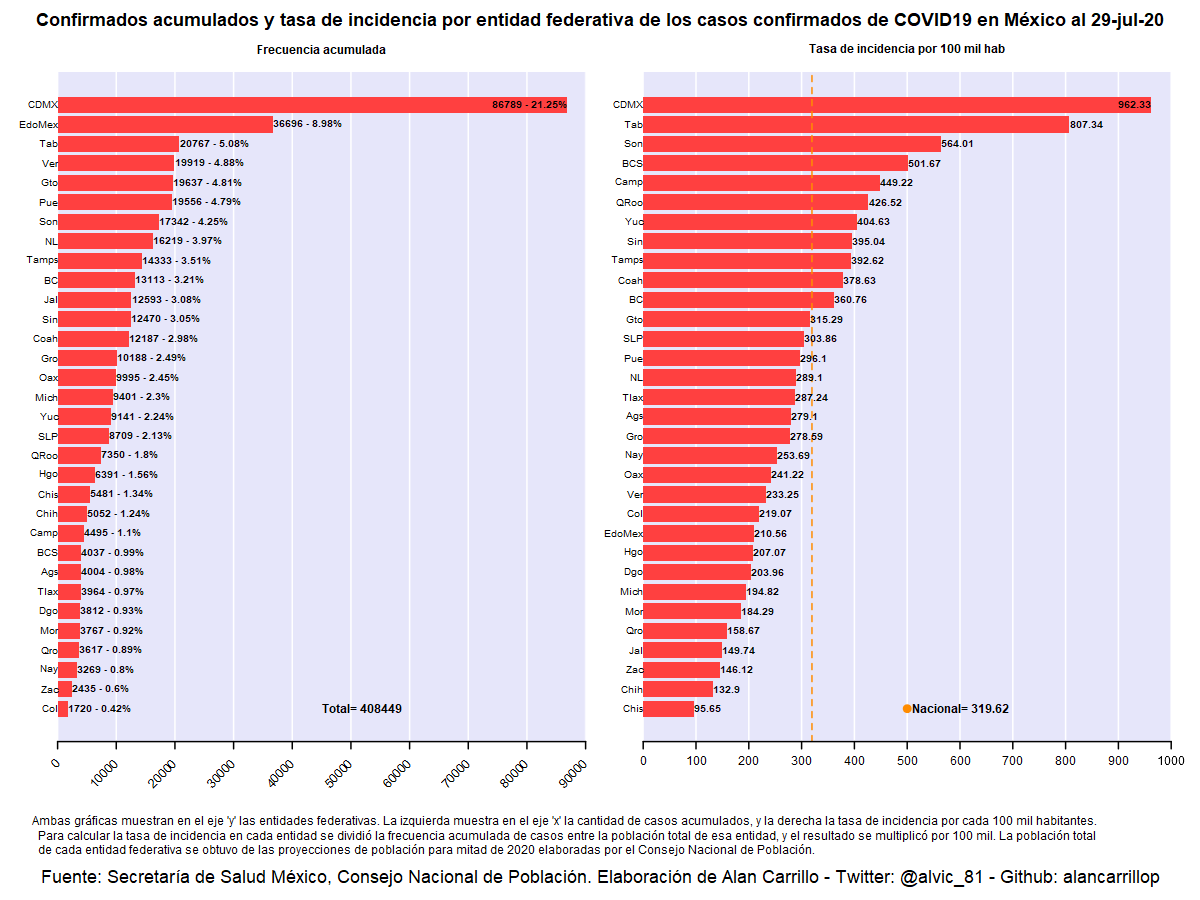 Confirmados acumulados y tasa de incidencia por entidad federativa de los casos confirmados de COVID19 en México al 29-jul-20
Frecuencia acumulada
CDMX 86789 - 21.25%
EdoMex 36696 - 8.98%
Tab 20767 - 5.08%
Ver 19919 - 4.88%
Gto 19637 - 4.81%
Pue 19556 - 4.79%
Son 17342 - 4.25%
NL 16219 - 3.97%
Tamps 14333 - 3.51%
BC 13113 - 3.21%
Jal 12593 - 3.08%
Sin 12470 - 3.05%
Coah 12187 - 2.98%
Gro 10188 - 2.49%
Oax 9995 - 2.45%
Mich 9401 - 2.3%
Yuc 9141 - 2.24%
SLP 8709 - 2.13%
QRoo 7350 - 1.8%
Hgo 6391 - 1.56%
Chis 5481 - 1.34%
Chih 5052 - 1.24%
Camp 4495 - 1.1%
BCS 4037 - 0.99%
Ags 4004 - 0.98%
Tlax 3964 - 0.97%
Dgo 3812 - 0.93%
Mor 3767 - 0.92%
Qro 3617 - 0.89%
Nay 3269 - 0.8%
Zac 2435 - 0.6%
Col 1720 - 0.42%
Total= 408449
0 10000 20000 30000 40000 50000 60000 70000 80000 90000
Tasa de incidencia por 100 mil hab
CDMX 962.33
Tab 807.34
Son 564.01
BCS 501.67
Camp 449.22
QRoo 426.52
Yuc 404.63
Sin 395.04
Tamps 392.62
Coah 378.63
BC 360.76
Gto 315.29
SLP 303.86
Pue 296.1
NL 289.1
Tlax 287.24
Ags 279.1
Gro 278.59
Nay 253.69
Oax 241.22
Ver 233.25
Col 219.07
EdoMex 210.56
Hgo 207.07
Dgo 203.96
Mich 194.82
Mor 184.29
Qro 158.67
Jal 149.74
Zac 146.12
Chih 132.9
Chis 95.65
Nacional= 319.62
0 100 200 300 400 500 600 700 800 900 1000
Ambas gráficas muestran en el eje 'y' las entidades federativas. La izquierda muestra en el eje 'x' la cantidad de casos acumulados, y la derecha la tasa de incidencia por cada 100 mil habitantes.
Para calcular la tasa de incidencia en cada entidad se dividió la frecuencia acumulada de casos entre la población total de esa entidad, y el resultado se multiplicó por 100 mil. La población total
de cada entidad federativa se obtuvo de las proyecciones de población para mitad de 2020 elaboradas por el Consejo Nacional de Población.
Fuente: Secretaría de Salud México, Consejo Nacional de Población. Elaboración de Alan Carrillo - Twitter: @alvic_81 - Github: alancarrillop